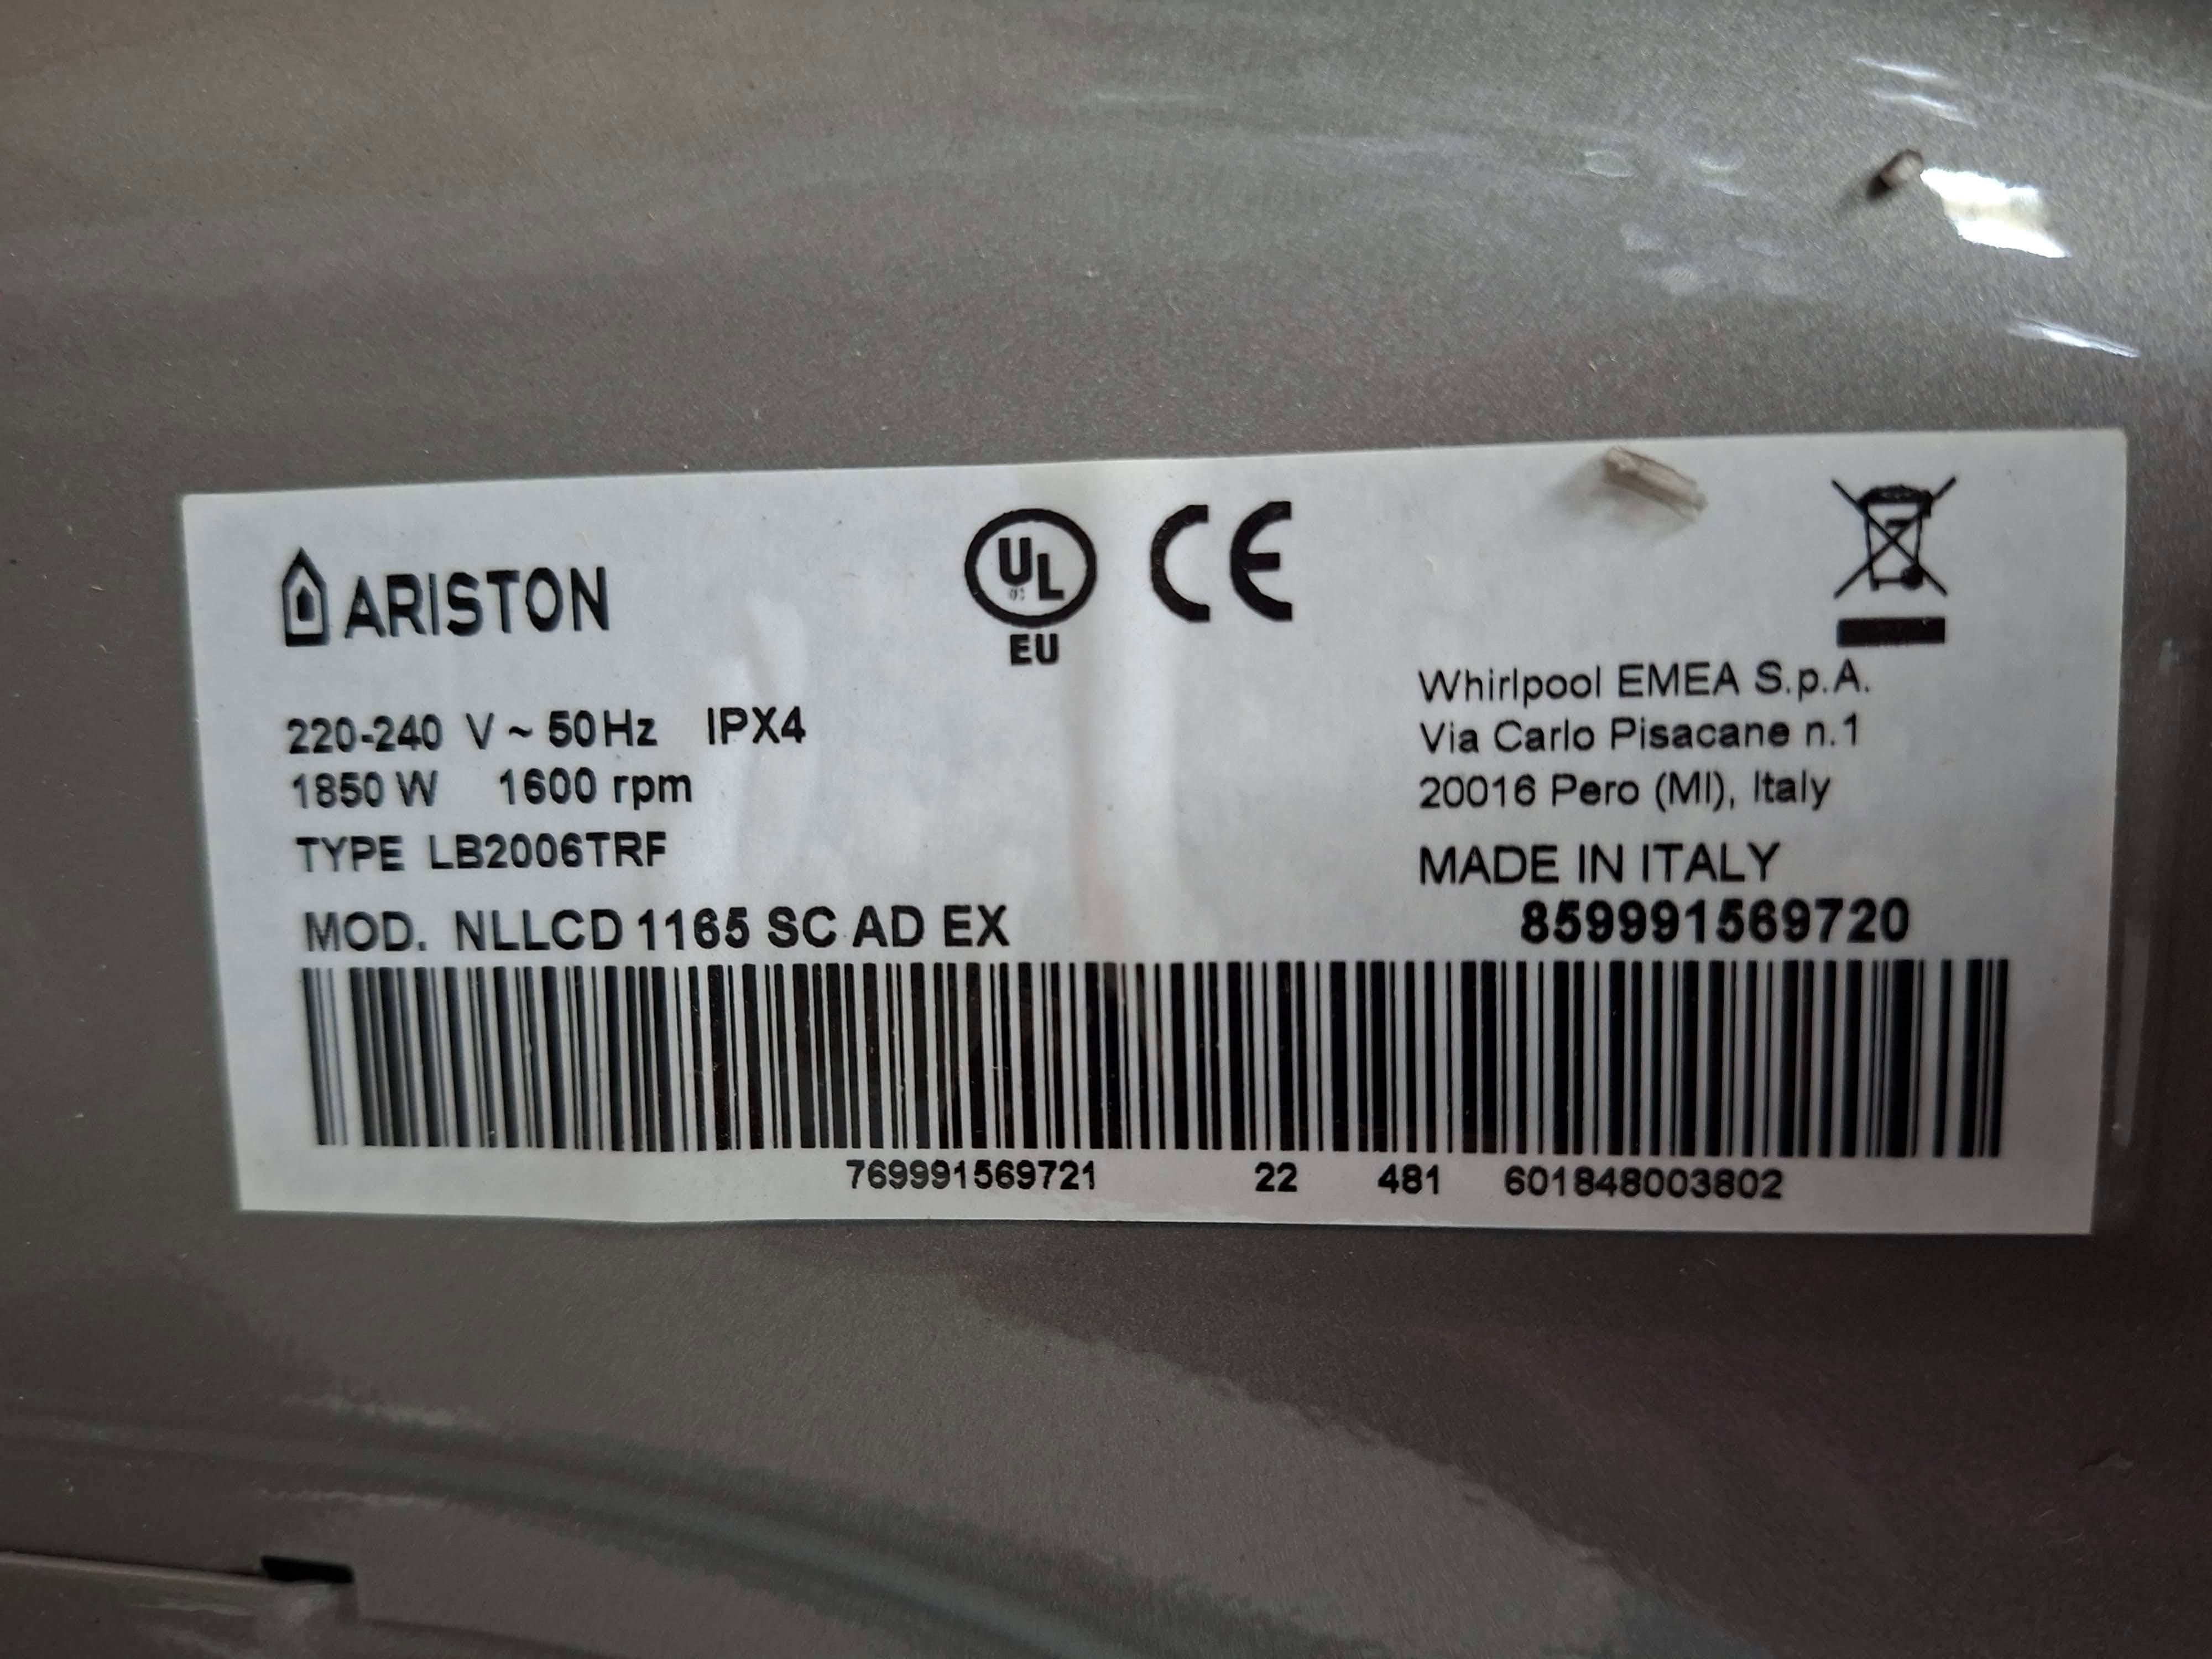 ARISTON
UL
EU
CE
220-240 V ~ 50Hz IPX4
1850 W 1600 rpm
TYPE LB2006TRF
MOD. NLLCD 1165 SC AD EX
Whirlpool EMEA S.p.A.
Via Carlo Pisacane n.1
20016 Pero (MI), Italy
MADE IN ITALY
859991569720
769991569721 22 481 601848003802